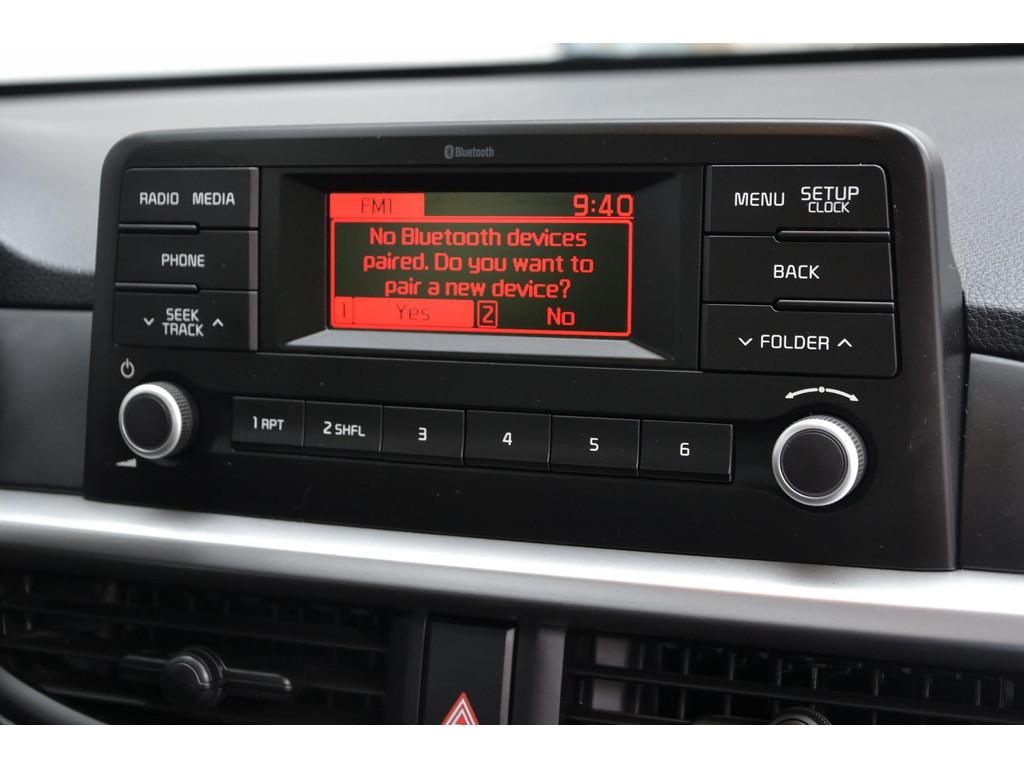 Bluetooth
RADIO MEDIA
PHONE
SEEK
TRACK
FM1 9:40
No Bluetooth devices
paired. Do you want to
pair a new device?
1 Yes 2 No
MENU SETUP
CLOCK
BACK
FOLDER
1 RPT 2 SHFL 3 4 5 6